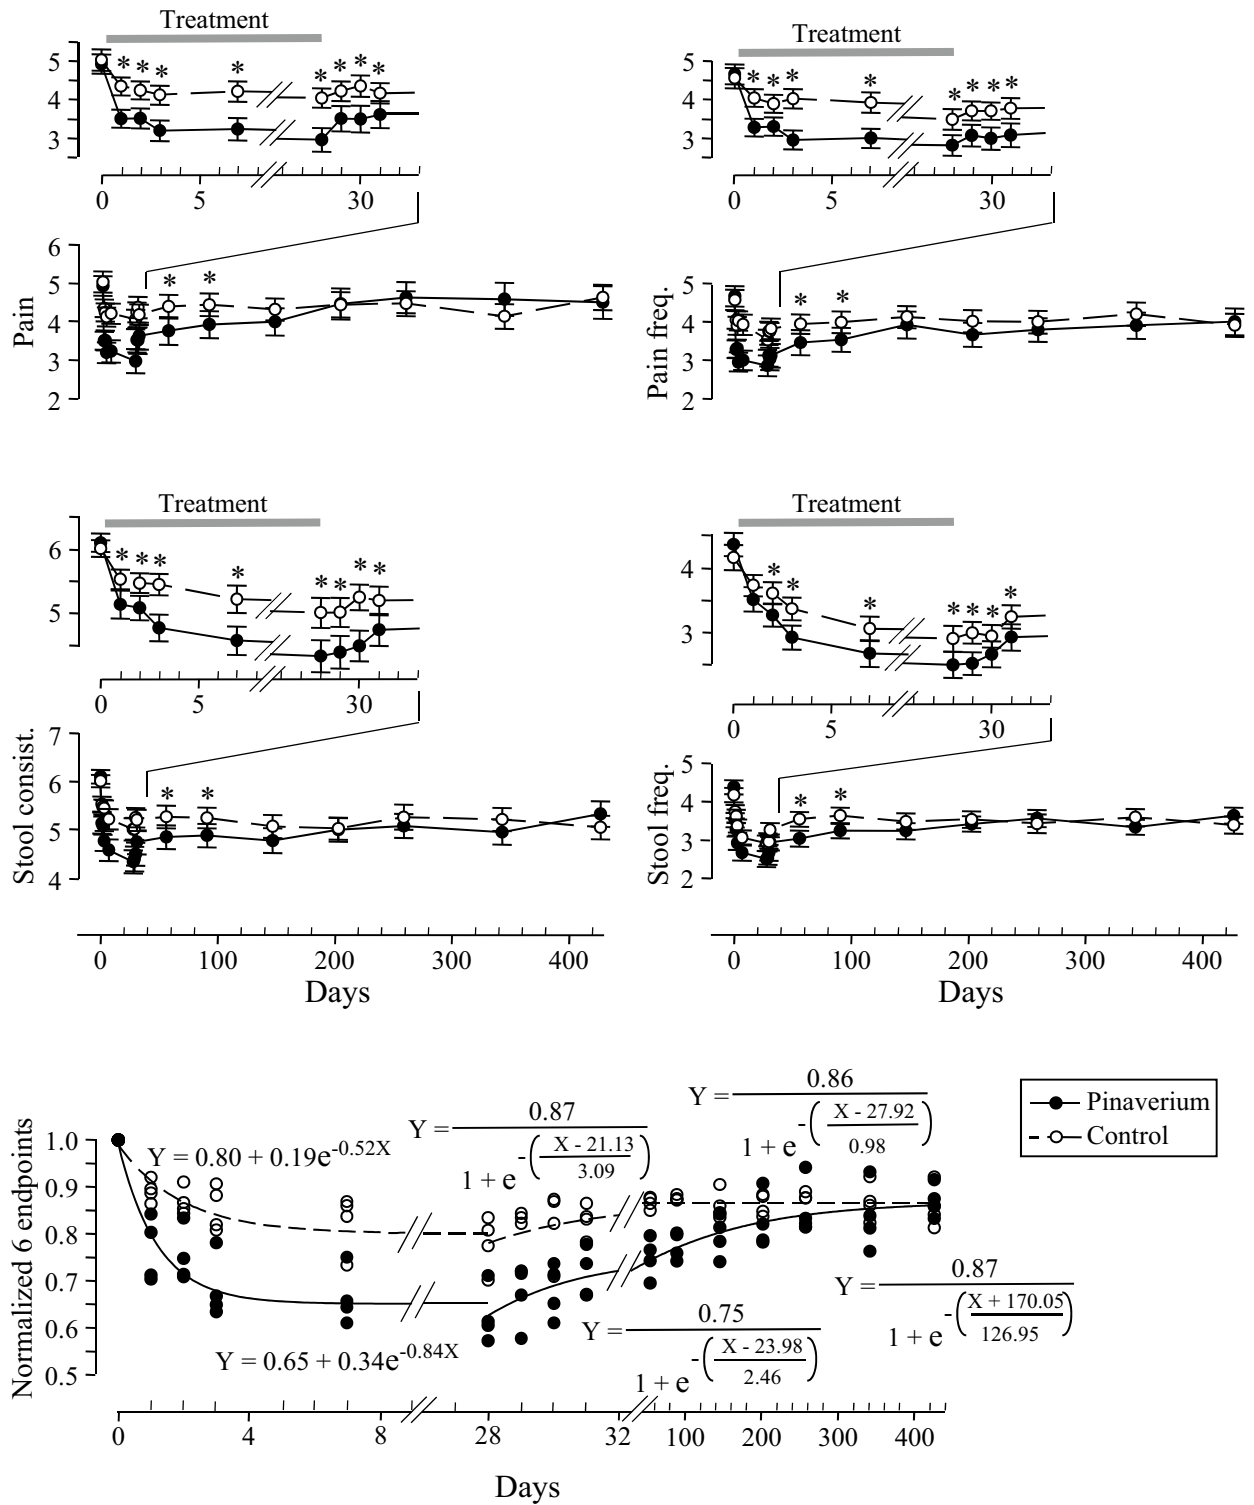 Treatment
Treatment
5
4
3
* * * * * * * *
0 5 30
5
4
3
* * * * * * * * *
0 5 30
Pain
6
5
4
3
2
* *
Pain freq.
5
4
3
2
* *
Treatment
Treatment
6
5
* * * * * * * *
0 5 30
4
3
* * * * * * *
0 5 30
Stool consist.
7
6
5
4
* *
Stool freq.
5
4
3
2
* *
0 100 200 300 400
Days
0 100 200 300 400
Days
Normalized 6 endpoints
1.0
0.9
0.8
0.7
0.6
0.5
Y = 0.80 + 0.19e^-0.52X
Y = 0.65 + 0.34e^-0.84X
Y = 0.87 / 1 + e^-(X - 21.13 / 3.09)
Y = 0.86 / 1 + e^-(X - 27.92 / 0.98)
Y = 0.75 / 1 + e^-(X - 23.98 / 2.46)
Y = 0.87 / 1 + e^-(X + 170.05 / 126.95)
Pinaverium
Control
0 4 8 28 32 100 200 300 400
Days